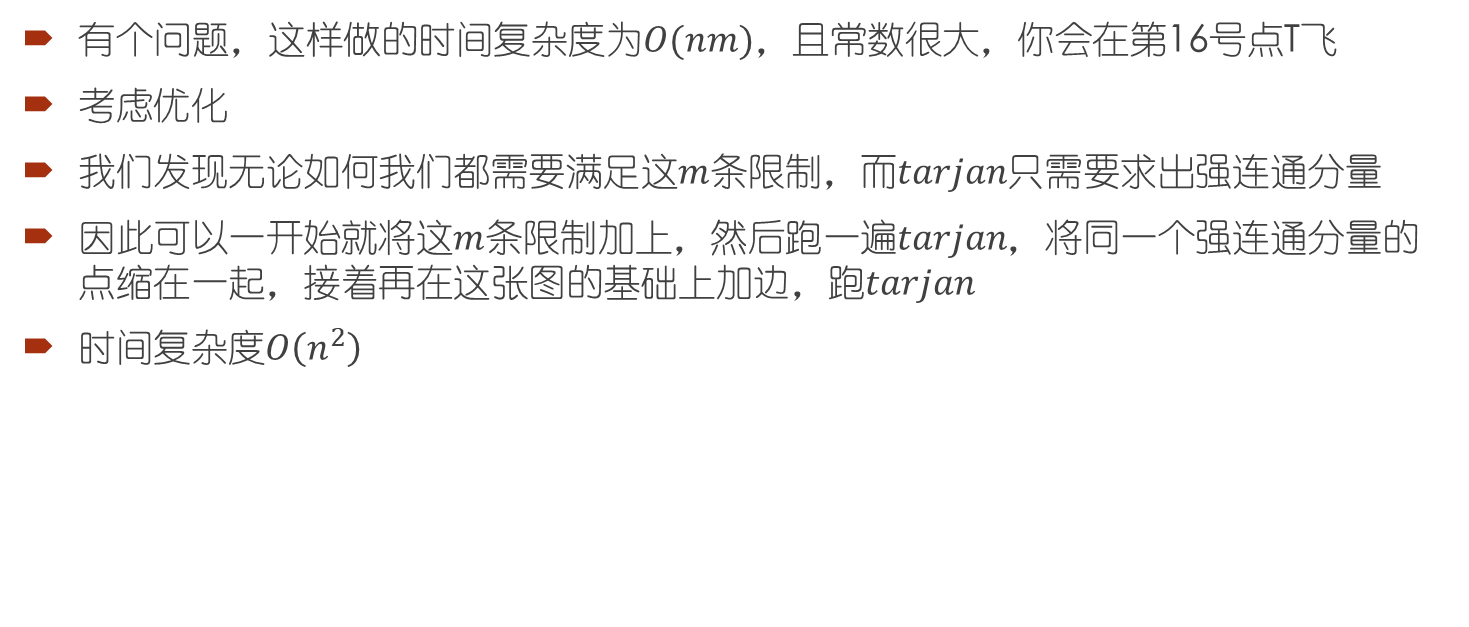 有个问题，这样做的时间复杂度为O(nm)，且常数很大，你会在第16号点T飞
考虑优化
我们发现无论如何我们都需要满足这m条限制，而tarjan只需要求出强连通分量
因此可以一开始就将这m条限制加上，然后跑一遍tarjan，将同一个强连通分量的
点缩在一起，接着再在这张图的基础上加边，跑tarjan
时间复杂度O(n²)